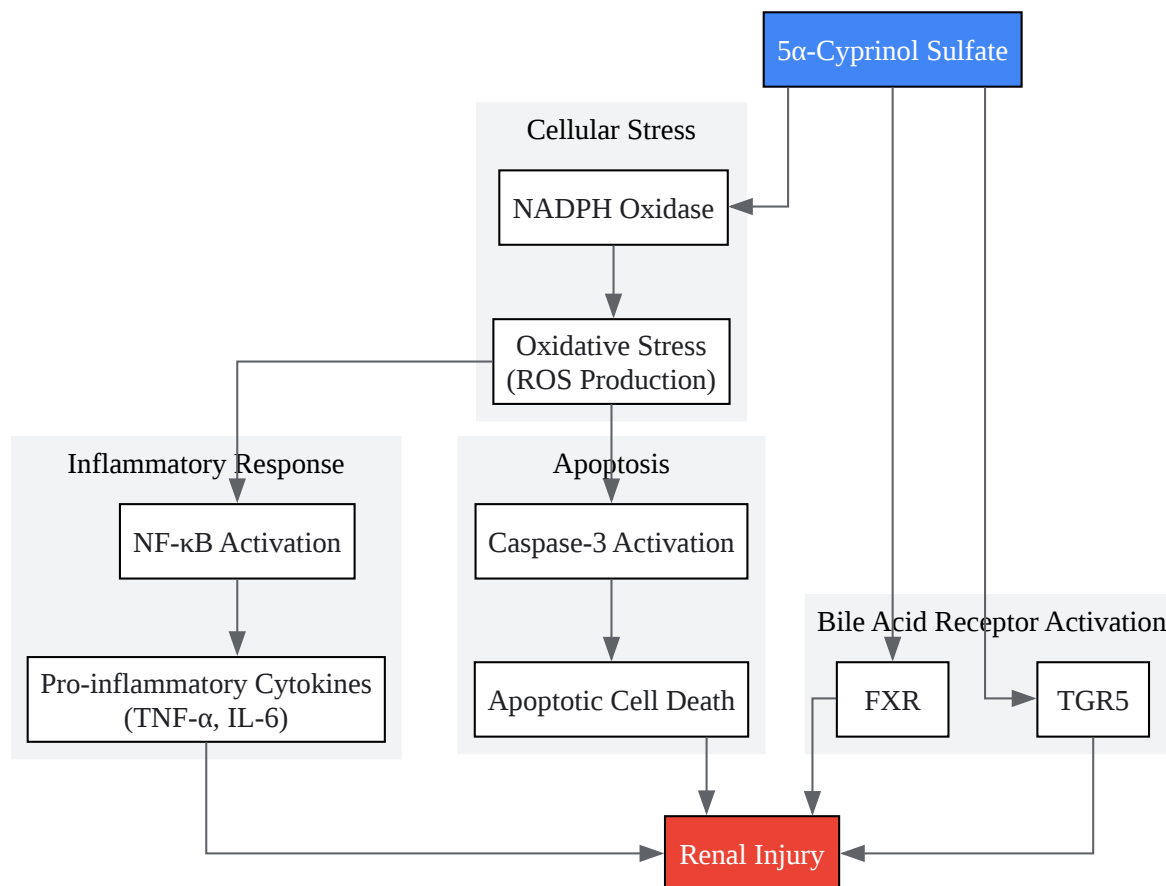 5α-Cyprinol Sulfate
Cellular Stress
NADPH Oxidase
Oxidative Stress
(ROS Production)
Inflammatory Response
NF-κB Activation
Pro-inflammatory Cytokines
(TNF-α, IL-6)
Apoptosis
Caspase-3 Activation
Apoptotic Cell Death
Bile Acid Receptor Activation
FXR
TGR5
Renal Injury